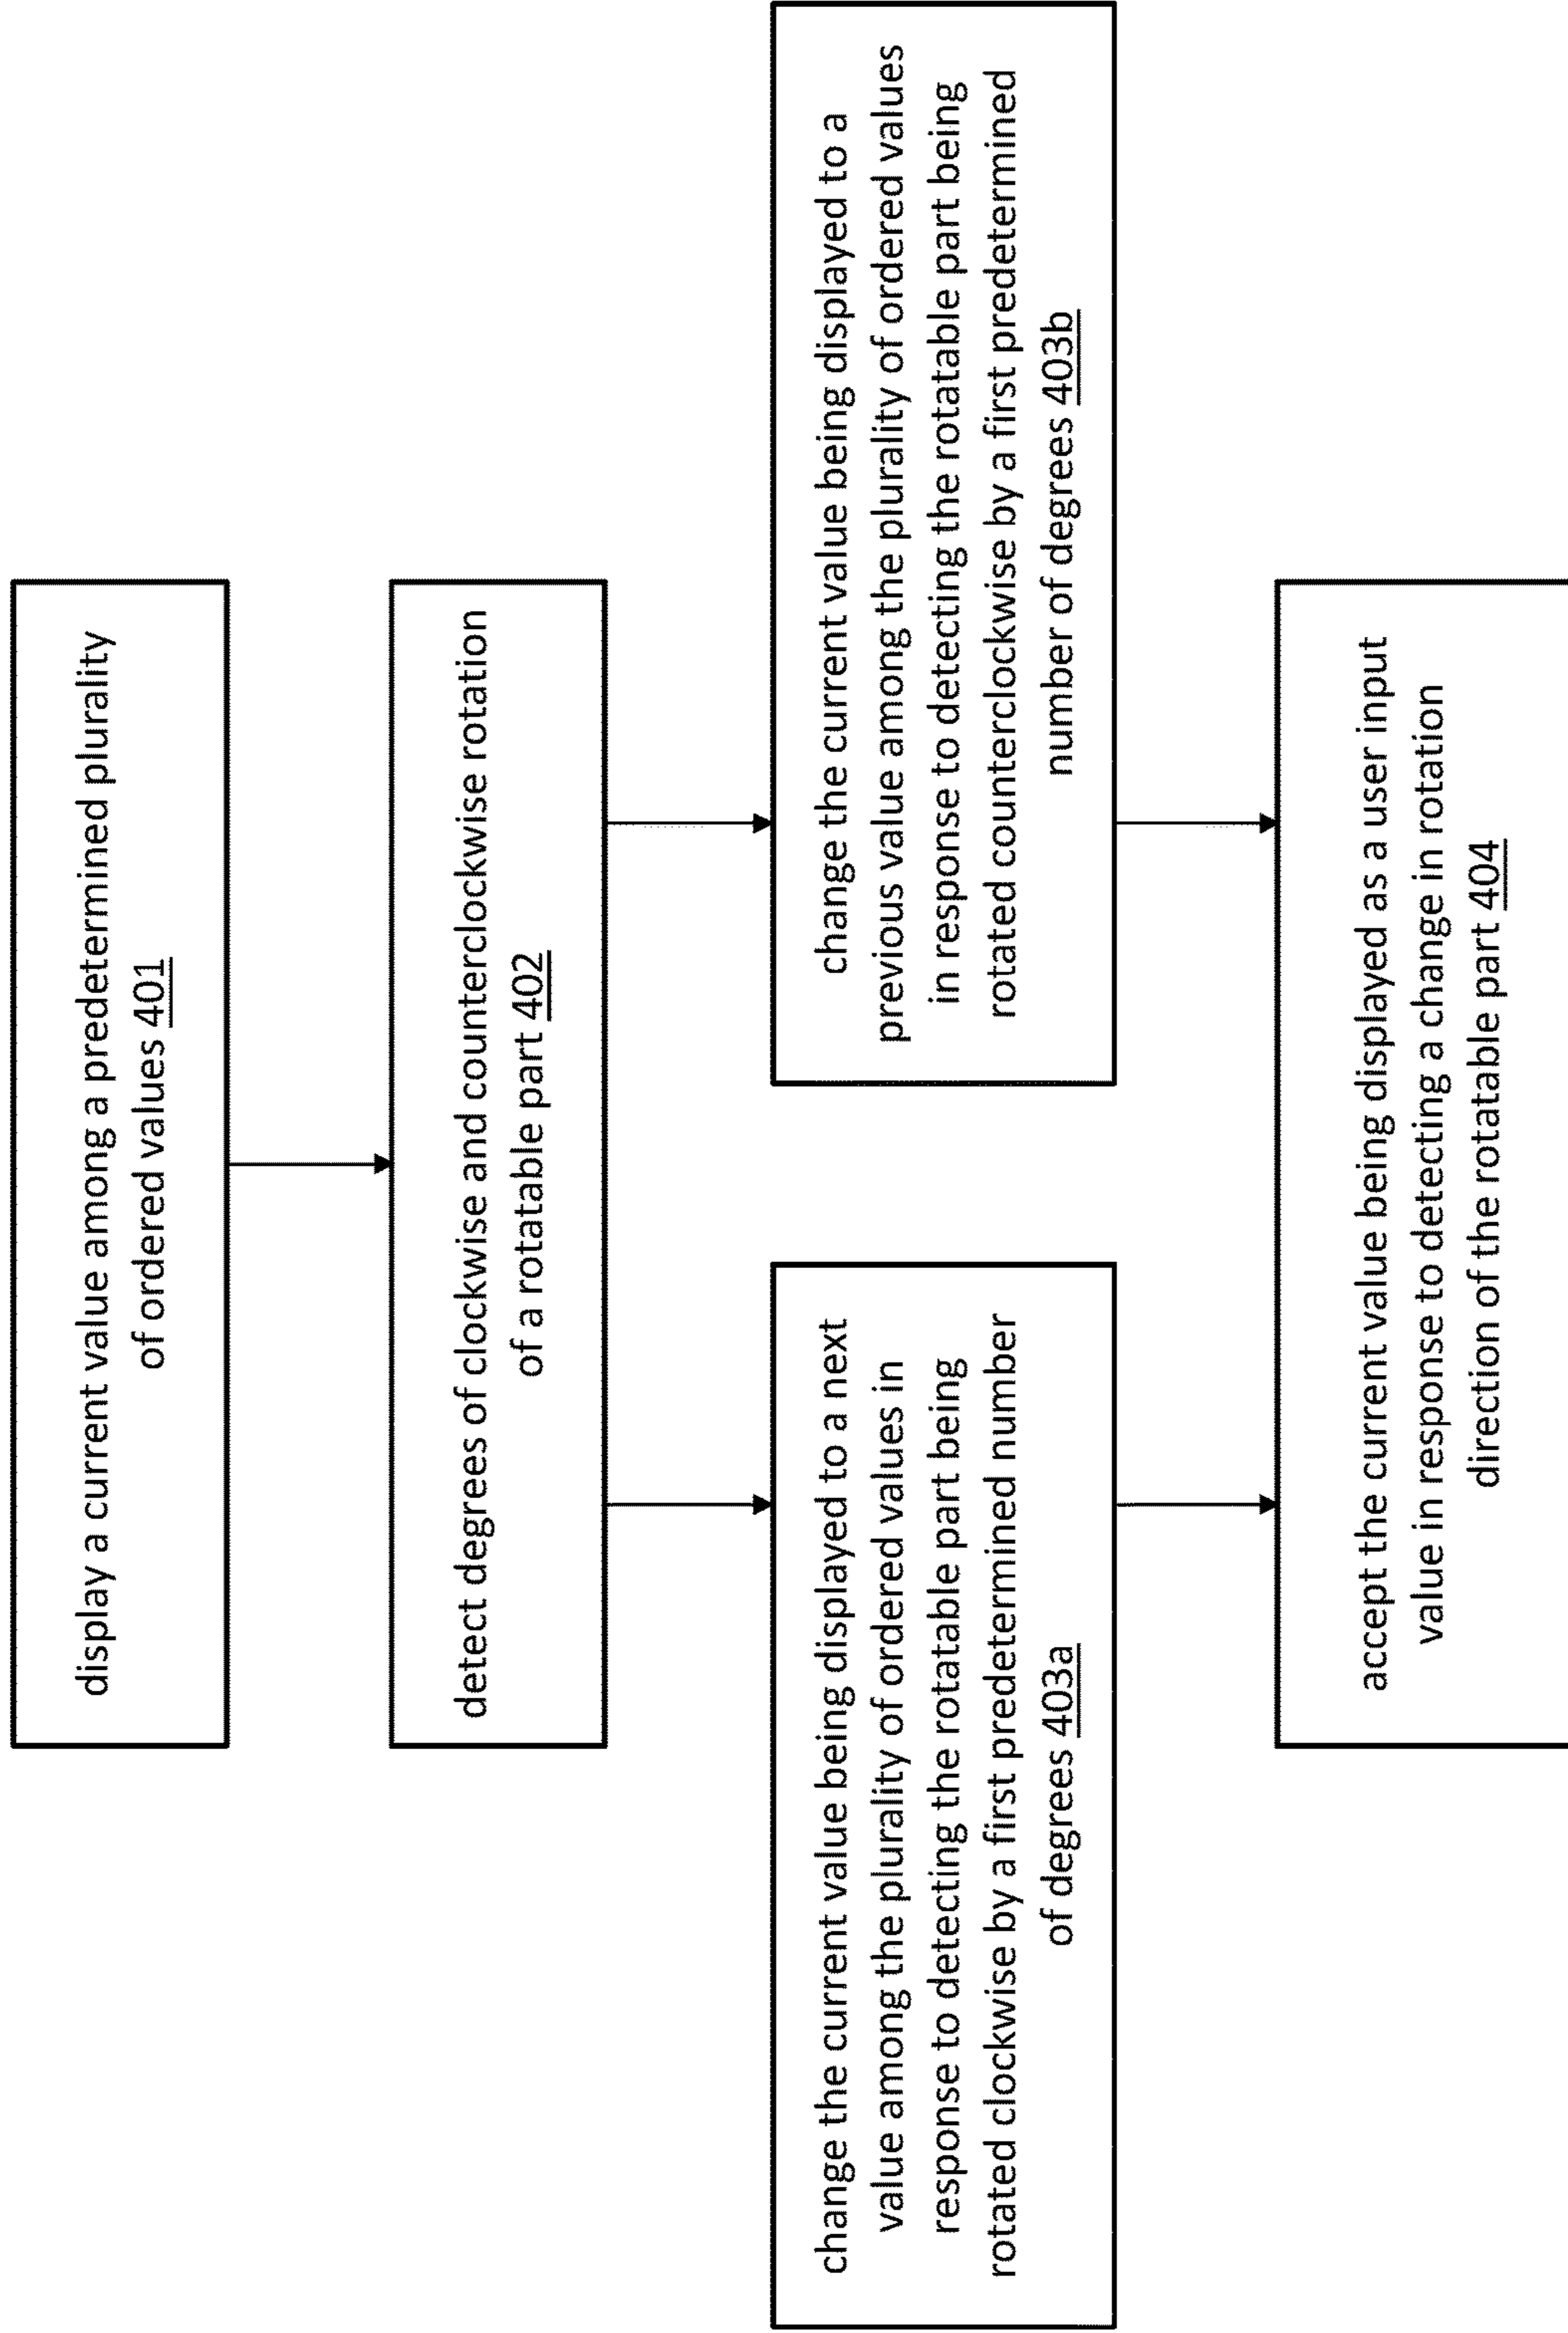 display a current value among a predetermined plurality
of ordered values 401
detect degrees of clockwise and counterclockwise rotation
of a rotatable part 402
change the current value being displayed to a next
value among the plurality of ordered values in
response to detecting the rotatable part being
rotated clockwise by a first predetermined number
of degrees 403a
change the current value being displayed to a
previous value among the plurality of ordered values
in response to detecting the rotatable part being
rotated counterclockwise by a first predetermined
number of degrees 403b
accept the current value being displayed as a user input
value in response to detecting a change in rotation
direction of the rotatable part 404